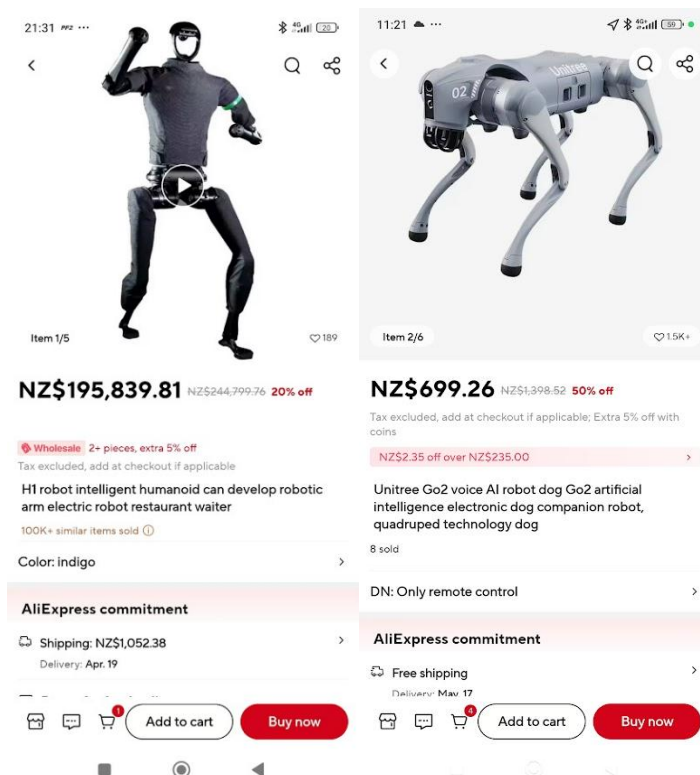 21:31 PF2 ...
4G 20
Item 1/5
189
NZ$195,839.81 NZ$244,799.76 20% off
Wholesale 2+ pieces, extra 5% off
Tax excluded, add at checkout if applicable
H1 robot intelligent humanoid can develop robotic
arm electric robot restaurant waiter
100K+ similar items sold
Color: indigo
AliExpress commitment
Shipping: NZ$1,052.38
Delivery: Apr. 19
1
Add to cart
Buy now
11:21 ...
4G 59
Unitree
02
Item 2/6
1.5K+
NZ$699.26 NZ$1,398.52 50% off
Tax excluded, add at checkout if applicable; Extra 5% off with
coins
NZ$2.35 off over NZ$235.00
Unitree Go2 voice AI robot dog Go2 artificial
intelligence electronic dog companion robot,
quadruped technology dog
8 sold
DN: Only remote control
AliExpress commitment
Free shipping
Delivery: May. 17
4
Add to cart
Buy now